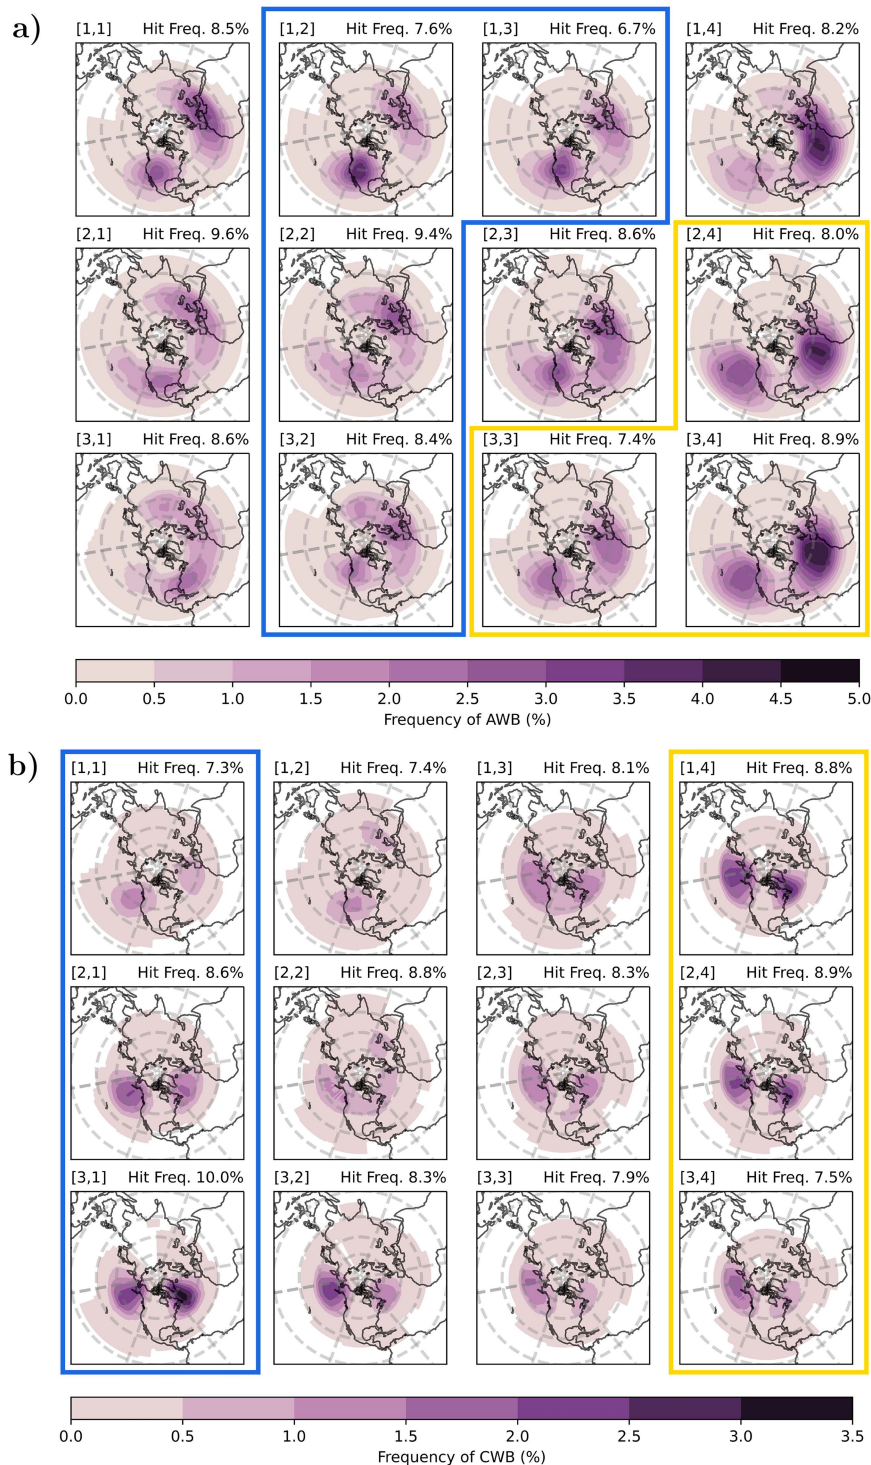 a)
[1,1] Hit Freq. 8.5% [1,2] Hit Freq. 7.6% [1,3] Hit Freq. 6.7% [1,4] Hit Freq. 8.2%
[2,1] Hit Freq. 9.6% [2,2] Hit Freq. 9.4% [2,3] Hit Freq. 8.6% [2,4] Hit Freq. 8.0%
[3,1] Hit Freq. 8.6% [3,2] Hit Freq. 8.4% [3,3] Hit Freq. 7.4% [3,4] Hit Freq. 8.9%
0.0 0.5 1.0 1.5 2.0 2.5 3.0 3.5 4.0 4.5 5.0
Frequency of AWB (%)
b)
[1,1] Hit Freq. 7.3% [1,2] Hit Freq. 7.4% [1,3] Hit Freq. 8.1% [1,4] Hit Freq. 8.8%
[2,1] Hit Freq. 8.6% [2,2] Hit Freq. 8.8% [2,3] Hit Freq. 8.3% [2,4] Hit Freq. 8.9%
[3,1] Hit Freq. 10.0% [3,2] Hit Freq. 8.3% [3,3] Hit Freq. 7.9% [3,4] Hit Freq. 7.5%
0.0 0.5 1.0 1.5 2.0 2.5 3.0 3.5
Frequency of CWB (%)